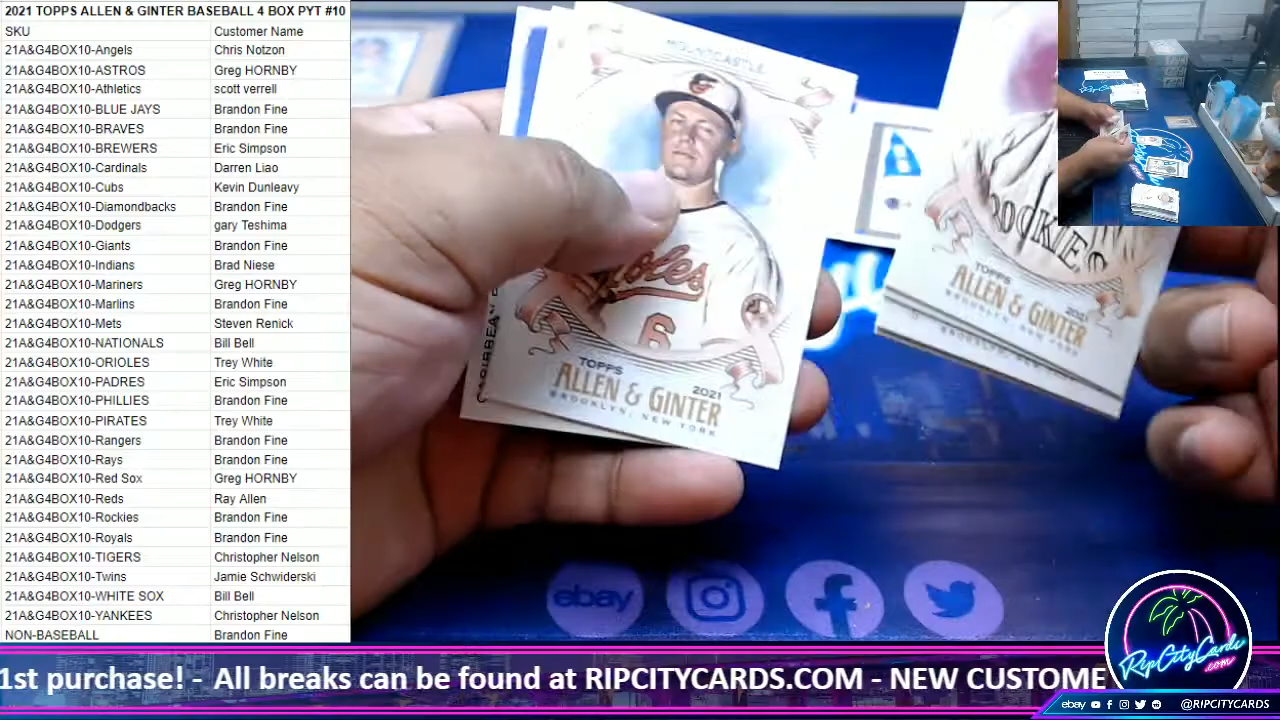 2021 TOPPS ALLEN & GINTER BASEBALL 4 BOX PYT #10
SKU Customer Name
21A&G4BOX10-Angels Chris Notzon
21A&G4BOX10-ASTROS Greg HORNBY
21A&G4BOX10-Athletics scott verrell
21A&G4BOX10-BLUE JAYS Brandon Fine
21A&G4BOX10-BRAVES Brandon Fine
21A&G4BOX10-BREWERS Eric Simpson
21A&G4BOX10-Cardinals Darren Liao
21A&G4BOX10-Cubs Kevin Dunleavy
21A&G4BOX10-Diamondbacks Brandon Fine
21A&G4BOX10-Dodgers gary Teshima
21A&G4BOX10-Giants Brandon Fine
21A&G4BOX10-Indians Brad Niese
21A&G4BOX10-Mariners Greg HORNBY
21A&G4BOX10-Marlins Brandon Fine
21A&G4BOX10-Mets Steven Renick
21A&G4BOX10-NATIONALS Bill Bell
21A&G4BOX10-ORIOLES Trey White
21A&G4BOX10-PADRES Eric Simpson
21A&G4BOX10-PHILLIES Brandon Fine
21A&G4BOX10-PIRATES Trey White
21A&G4BOX10-Rangers Brandon Fine
21A&G4BOX10-Rays Brandon Fine
21A&G4BOX10-Red Sox Greg HORNBY
21A&G4BOX10-Reds Ray Allen
21A&G4BOX10-Rockies Brandon Fine
21A&G4BOX10-Royals Brandon Fine
21A&G4BOX10-TIGERS Christopher Nelson
21A&G4BOX10-Twins Jamie Schwiderski
21A&G4BOX10-WHITE SOX Bill Bell
21A&G4BOX10-YANKEES Christopher Nelson
NON-BASEBALL Brandon Fine
MOUNTCASTLE
6
TOPPS 2021
ALLEN & GINTER
BROOKLYN, NEW YORK
ROCKIES
TOPPS 2021
ALLEN & GINTER
BROOKLYN, NEW YORK
ebay
1st purchase! - All breaks can be found at RIPCITYCARDS.COM - NEW CUSTOME
RipCityCards
.com
ebay @RIPCITYCARDS